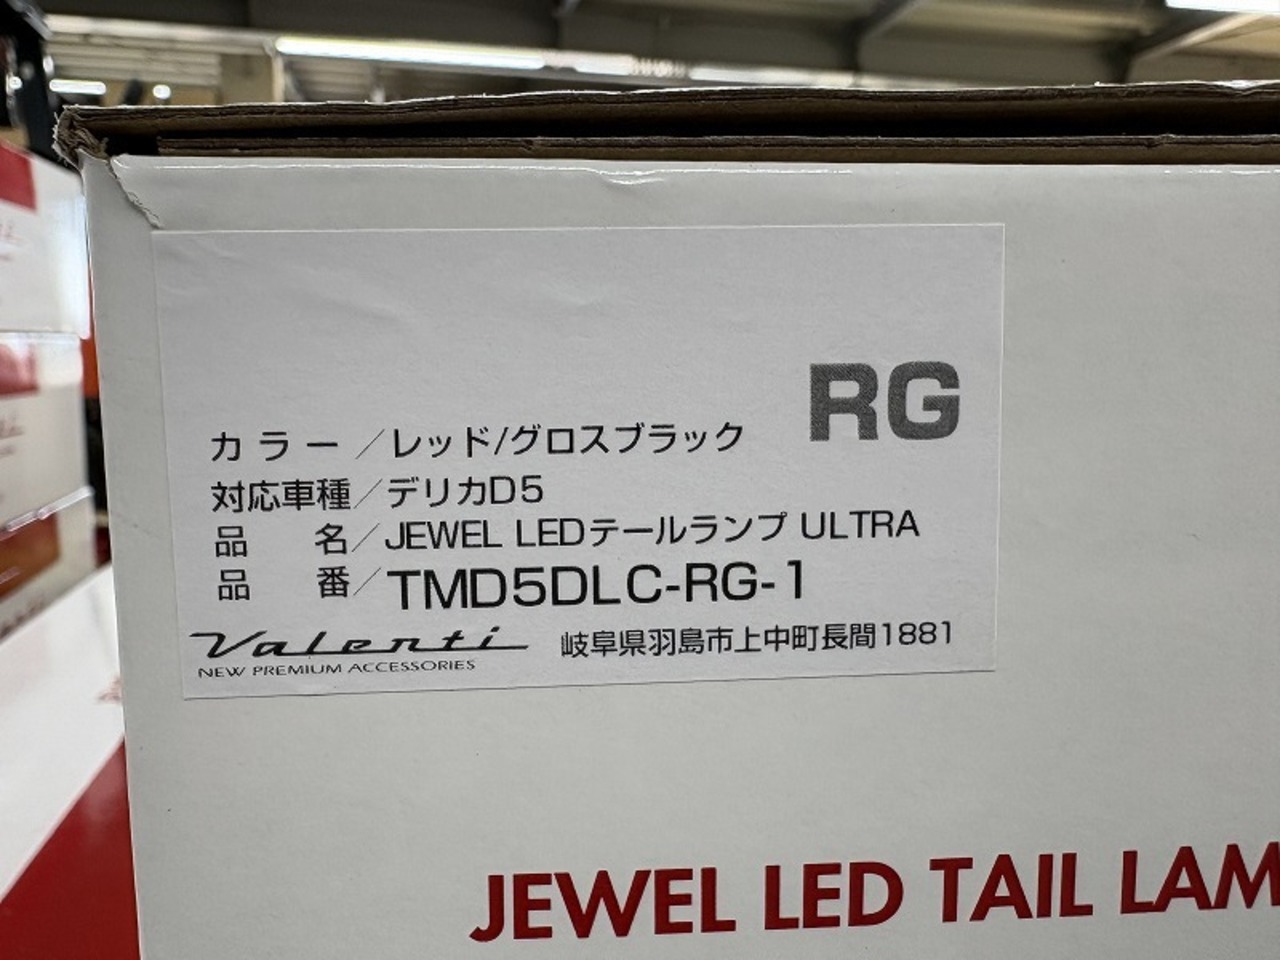 RG
カラー／レッド/グロスブラック
対応車種／デリカD5
品　　名／JEWEL LEDテールランプ ULTRA
品　　番／TMD5DLC-RG-1
Valenti
NEW PREMIUM ACCESSORIES
岐阜県羽島市上中町長間1881
JEWEL LED TAIL LAM